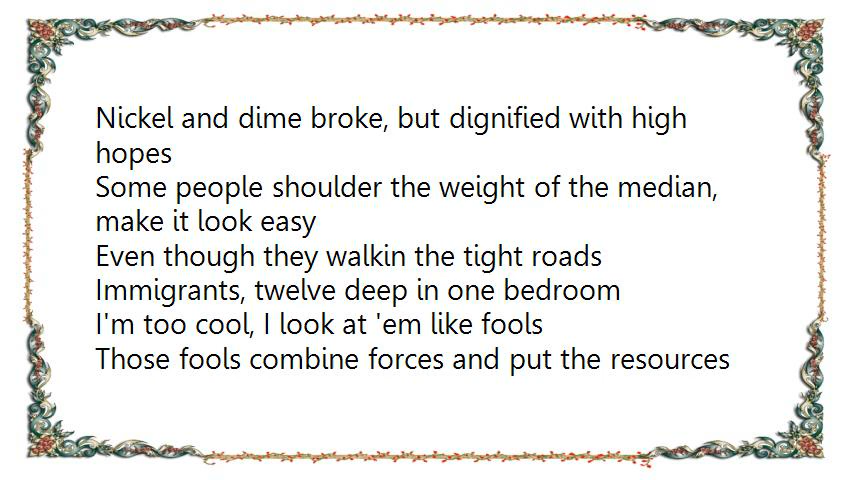 Nickel and dime broke, but dignified with high
hopes
Some people shoulder the weight of the median,
make it look easy
Even though they walkin the tight roads
Immigrants, twelve deep in one bedroom
I'm too cool, I look at 'em like fools
Those fools combine forces and put the resources